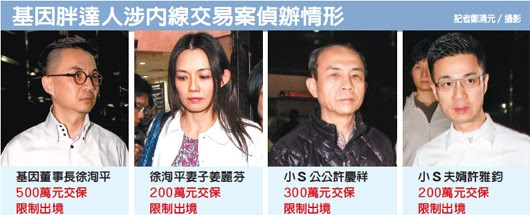 基因胖達人涉內線交易案偵辦情形
記者鄭清元／攝影
基因董事長徐洵平
500萬元交保
限制出境
徐洵平妻子姜麗芬
200萬元交保
限制出境
小S公公許慶祥
300萬元交保
限制出境
小S夫婿許雅鈞
200萬元交保
限制出境